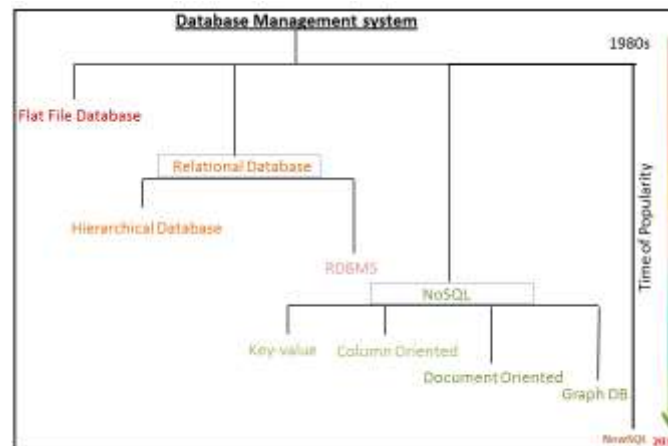 Database Management system
1980s
Flat File Database
Relational Database
Hierarchical Database
RDBMS
Time of Popularity
NoSQL
Key-value
Column Oriented
Document Oriented
Graph DB
NewSQL